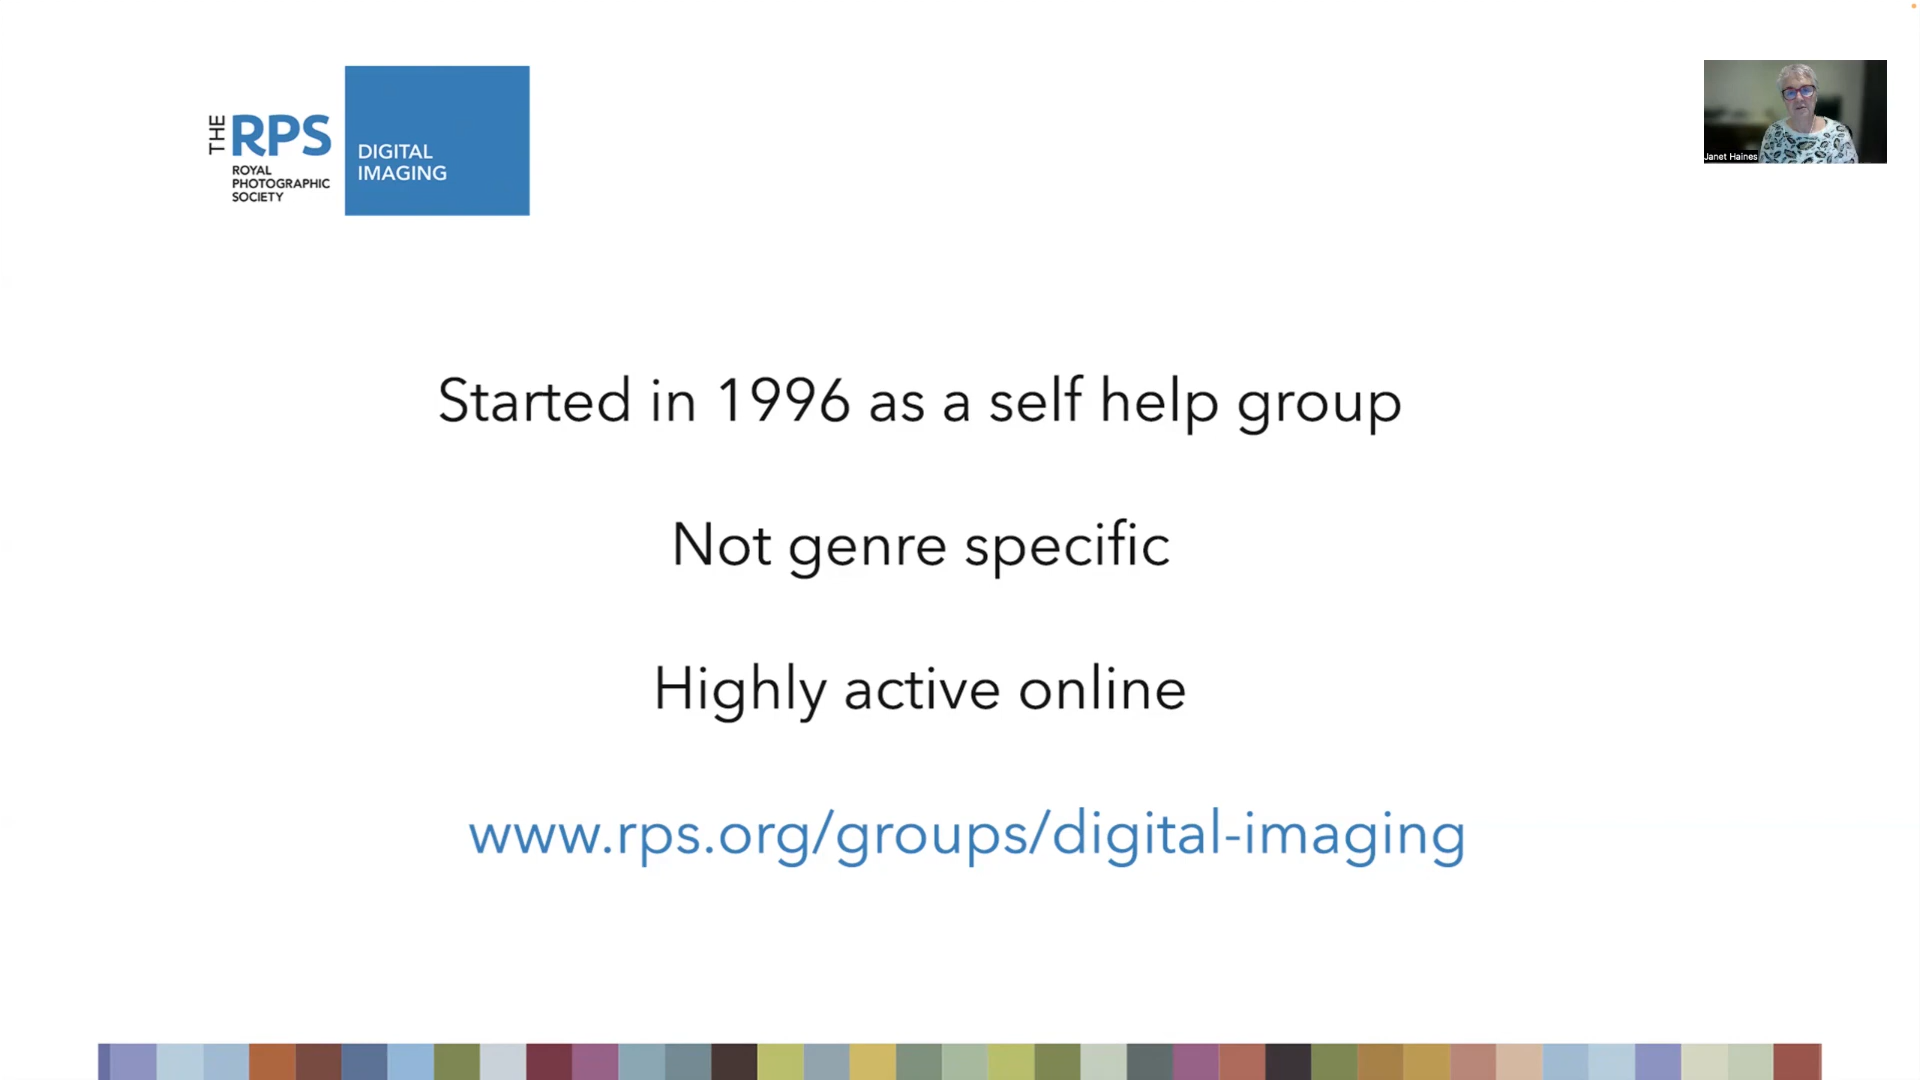 THE RPS
ROYAL
PHOTOGRAPHIC
SOCIETY
DIGITAL
IMAGING
Janet Haines
Started in 1996 as a self help group
Not genre specific
Highly active online
www.rps.org/groups/digital-imaging